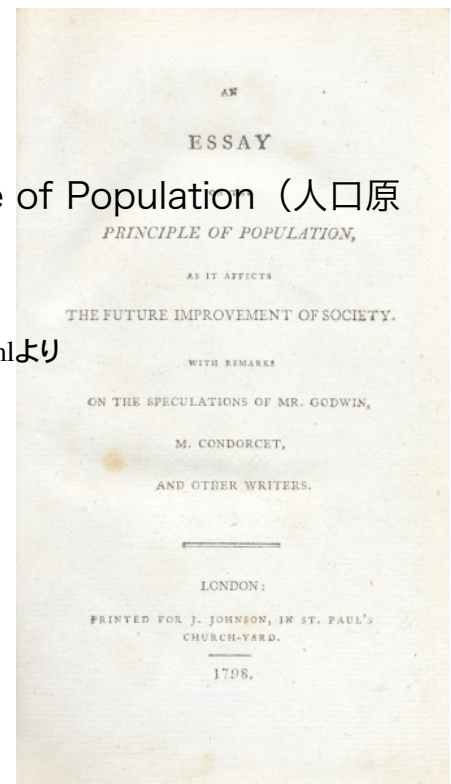 AN
ESSAY
e of Population（人口原
PRINCIPLE OF POPULATION,
AS IT AFFECTS
THE FUTURE IMPROVEMENT OF SOCIETY.
nlより
WITH REMARKS
ON THE SPECULATIONS OF MR. GODWIN,
M. CONDORCET,
AND OTHER WRITERS.
LONDON:
PRINTED FOR J. JOHNSON, IN ST. PAUL'S
CHURCH-YARD.
1798.